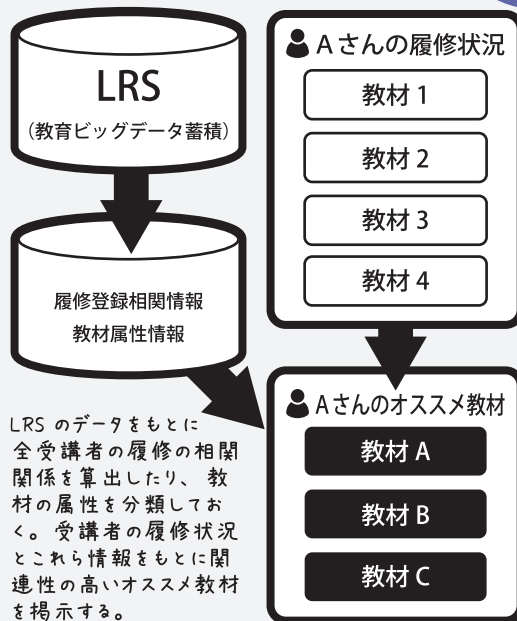 LRS
（教育ビッグデータ蓄積）
履修登録相関情報
教材属性情報
LRS のデータをもとに
全受講者の履修の相関
関係を算出したり、教
材の属性を分類してお
く。受講者の履修状況
とこれら情報をもとに関
連性の高いオススメ教材
を掲示する。
Aさんの履修状況
教材 1
教材 2
教材 3
教材 4
Aさんのオススメ教材
教材 A
教材 B
教材 C